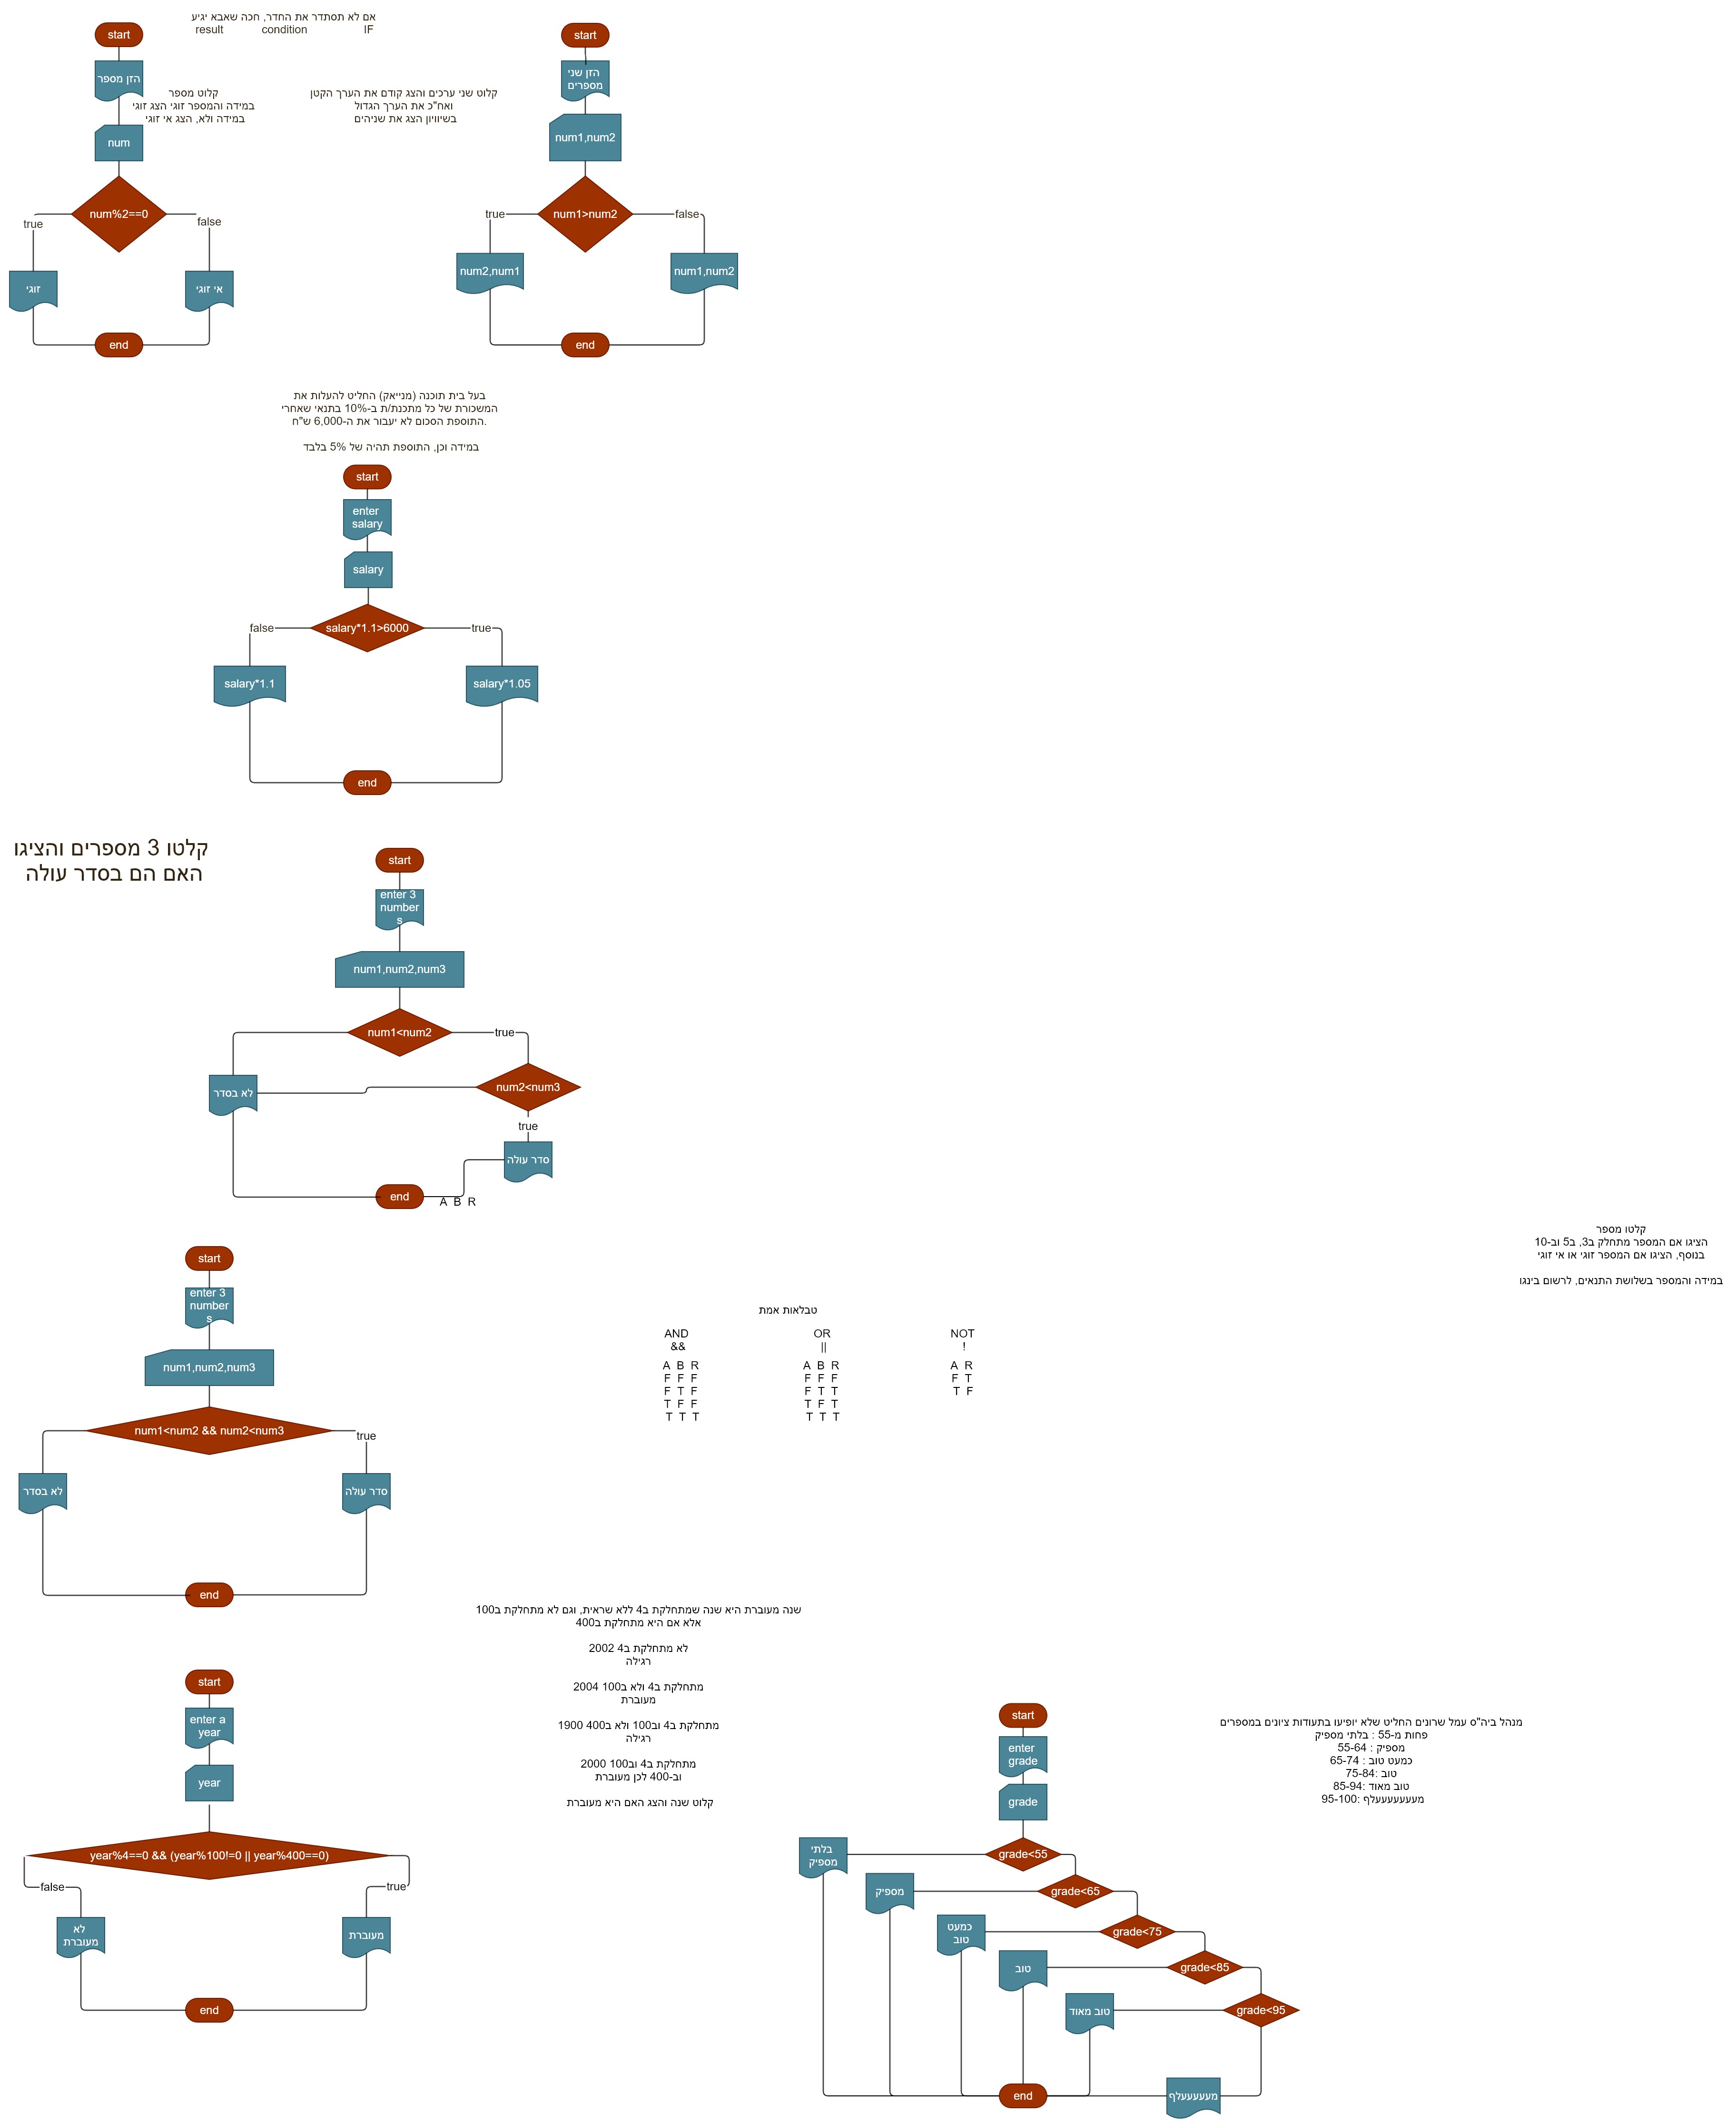 אם לא תסתדר את החדר, חכה שאבא יגיע
result condition IF
start
הזן מספר
קלוט מספר
במידה והמספר זוגי הצג זוגי
במידה ולא, הצג אי זוגי
num
num%2==0
true
false
זוגי
אי זוגי
end
קלוט שני ערכים והצג קודם את הערך הקטן
ואח"כ את הערך הגדול
בשיוויון הצג את שניהים
start
הזן שני
מספרים
num1,num2
num1>num2
true
false
num2,num1
num1,num2
end
בעל בית תוכנה (מנייאק) החליט להעלות את
המשכורת של כל מתכנת/ת ב-10% בתנאי שאחרי
.התוספת הסכום לא יעבור את ה-6,000 ש"ח
במידה וכן, התוספת תהיה של 5% בלבד
start
enter
salary
salary
salary*1.1>6000
false
true
salary*1.1
salary*1.05
end
קלטו 3 מספרים והציגו
האם הם בסדר עולה
start
enter 3
number
s
num1,num2,num3
num1<num2
true
num2<num3
לא בסדר
true
סדר עולה
end
A B R
start
enter 3
number
s
num1,num2,num3
num1<num2 && num2<num3
true
לא בסדר
סדר עולה
end
טבלאות אמת
AND
&&
A B R
F F F
F T F
T F F
T T T
OR
||
A B R
F F F
F T T
T F T
T T T
NOT
!
A R
F T
T F
קלטו מספר
הציגו אם המספר מתחלק ב3, ב5 וב-10
בנוסף, הציגו אם המספר זוגי או אי זוגי
במידה והמספר בשלושת התנאים, לרשום בינגו
שנה מעוברת היא שנה שמתחלקת ב4 ללא שראית, וגם לא מתחלקת ב100
אלא אם היא מתחלקת ב400
לא מתחלקת ב4 2002
רגילה
מתחלקת ב4 ולא ב100 2004
מעוברת
מתחלקת ב4 וב100 ולא ב400 1900
רגילה
מתחלקת ב4 וב100 2000
וב-400 לכן מעוברת
קלוט שנה והצג האם היא מעוברת
start
enter a
year
year
year%4==0 && (year%100!=0 || year%400==0)
false
true
לא
מעוברת
מעוברת
end
מנהל ביה"ס עמל שרונים החליט שלא יופיעו בתעודות ציונים במספרים
פחות מ-55 : בלתי מספיק
מספיק : 55-64
כמעט טוב : 65-74
טוב :75-84
טוב מאוד :85-94
מעעעעעעלף :95-100
start
enter
grade
grade
grade<55
בלתי
מספיק
grade<65
מספיק
grade<75
כמעט
טוב
grade<85
טוב
grade<95
טוב מאוד
מעעעעעלף
end